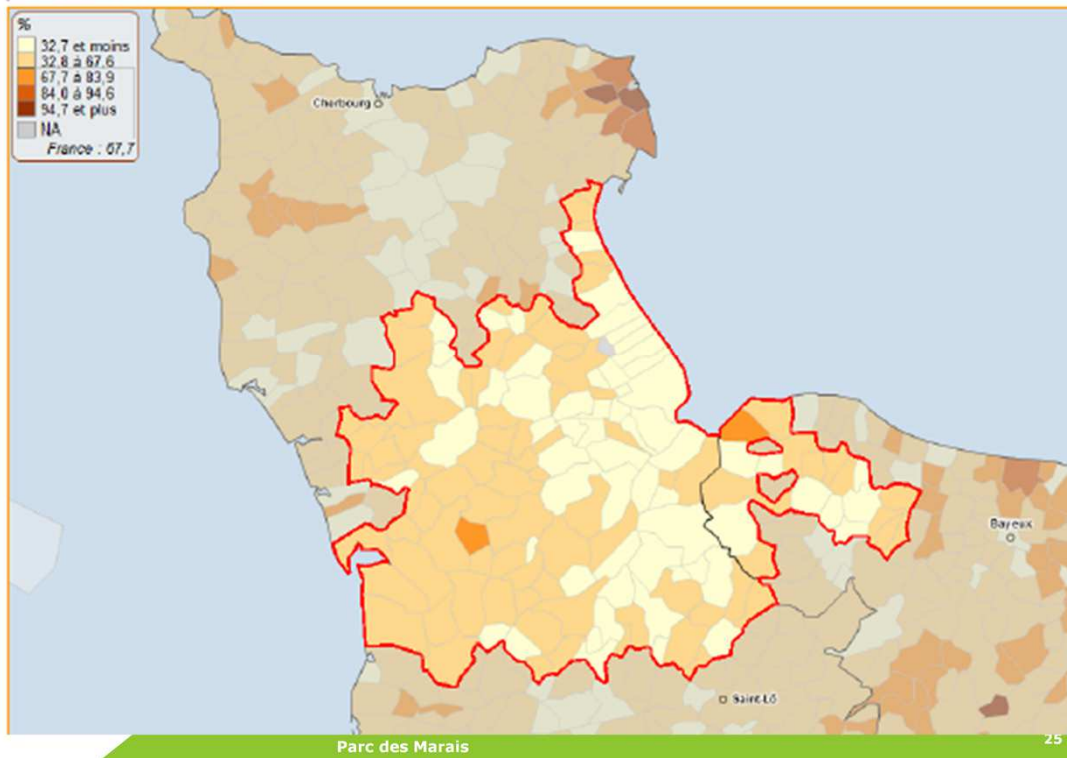 %
32,7 et moins
32,8 à 67,6
67,7 à 83,9
84,0 à 94,6
94,7 et plus
NA
France : 67,7
Cherbourg
Bayeux
Saint-Lô
Parc des Marais
25